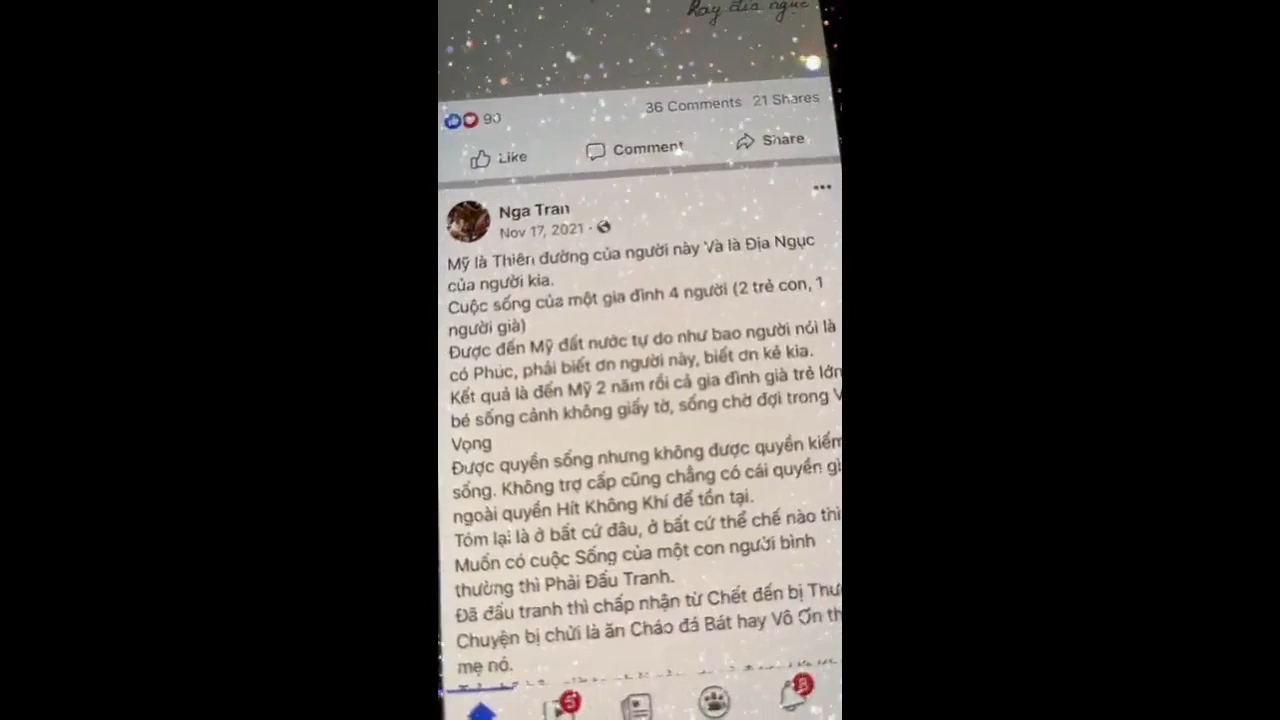 Ray địa ngục
90
36 Comments 21 Shares
Like Comment Share
Nga Tran
Nov 17, 2021
Mỹ là Thiên đường của người này Và là Địa Ngục
của người kia.
Cuộc sống của một gia đình 4 người (2 trẻ con, 1
người già)
Được đến Mỹ đất nước tự do như bao người nói là
có Phúc, phải biết ơn người này, biết ơn kẻ kia.
Kết quả là đến Mỹ 2 năm rồi cả gia đình già trẻ lớn
bé sống cảnh không giấy tờ, sống chờ đợi trong V
Vọng
Được quyền sống nhưng không được quyền kiếm
sống. Không trợ cấp cũng chẳng có cái quyền gì
ngoài quyền Hít Không Khí để tồn tại.
Tóm lại là ở bất cứ đâu, ở bất cứ thể chế nào thì
Muốn có cuộc Sống của một con người bình
thường thì Phải Đấu Tranh.
Đã đấu tranh thì chấp nhận từ Chết đến bị Thư
Chuyện bị chửi là ăn Cháo đá Bát hay Vô Ơn th
mẹ nó.
5
8